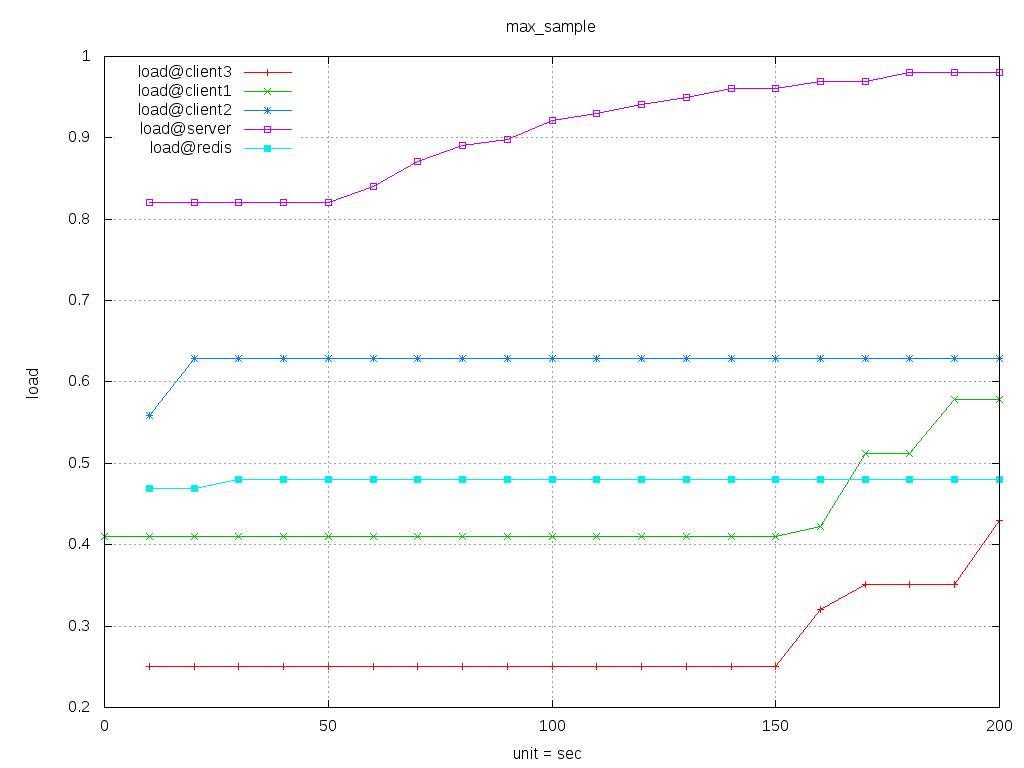 max_sample
load@client3
load@client1
load@client2
load@server
load@redis
1
0.9
0.8
0.7
0.6
0.5
0.4
0.3
0.2
load
0 50 100 150 200
unit = sec